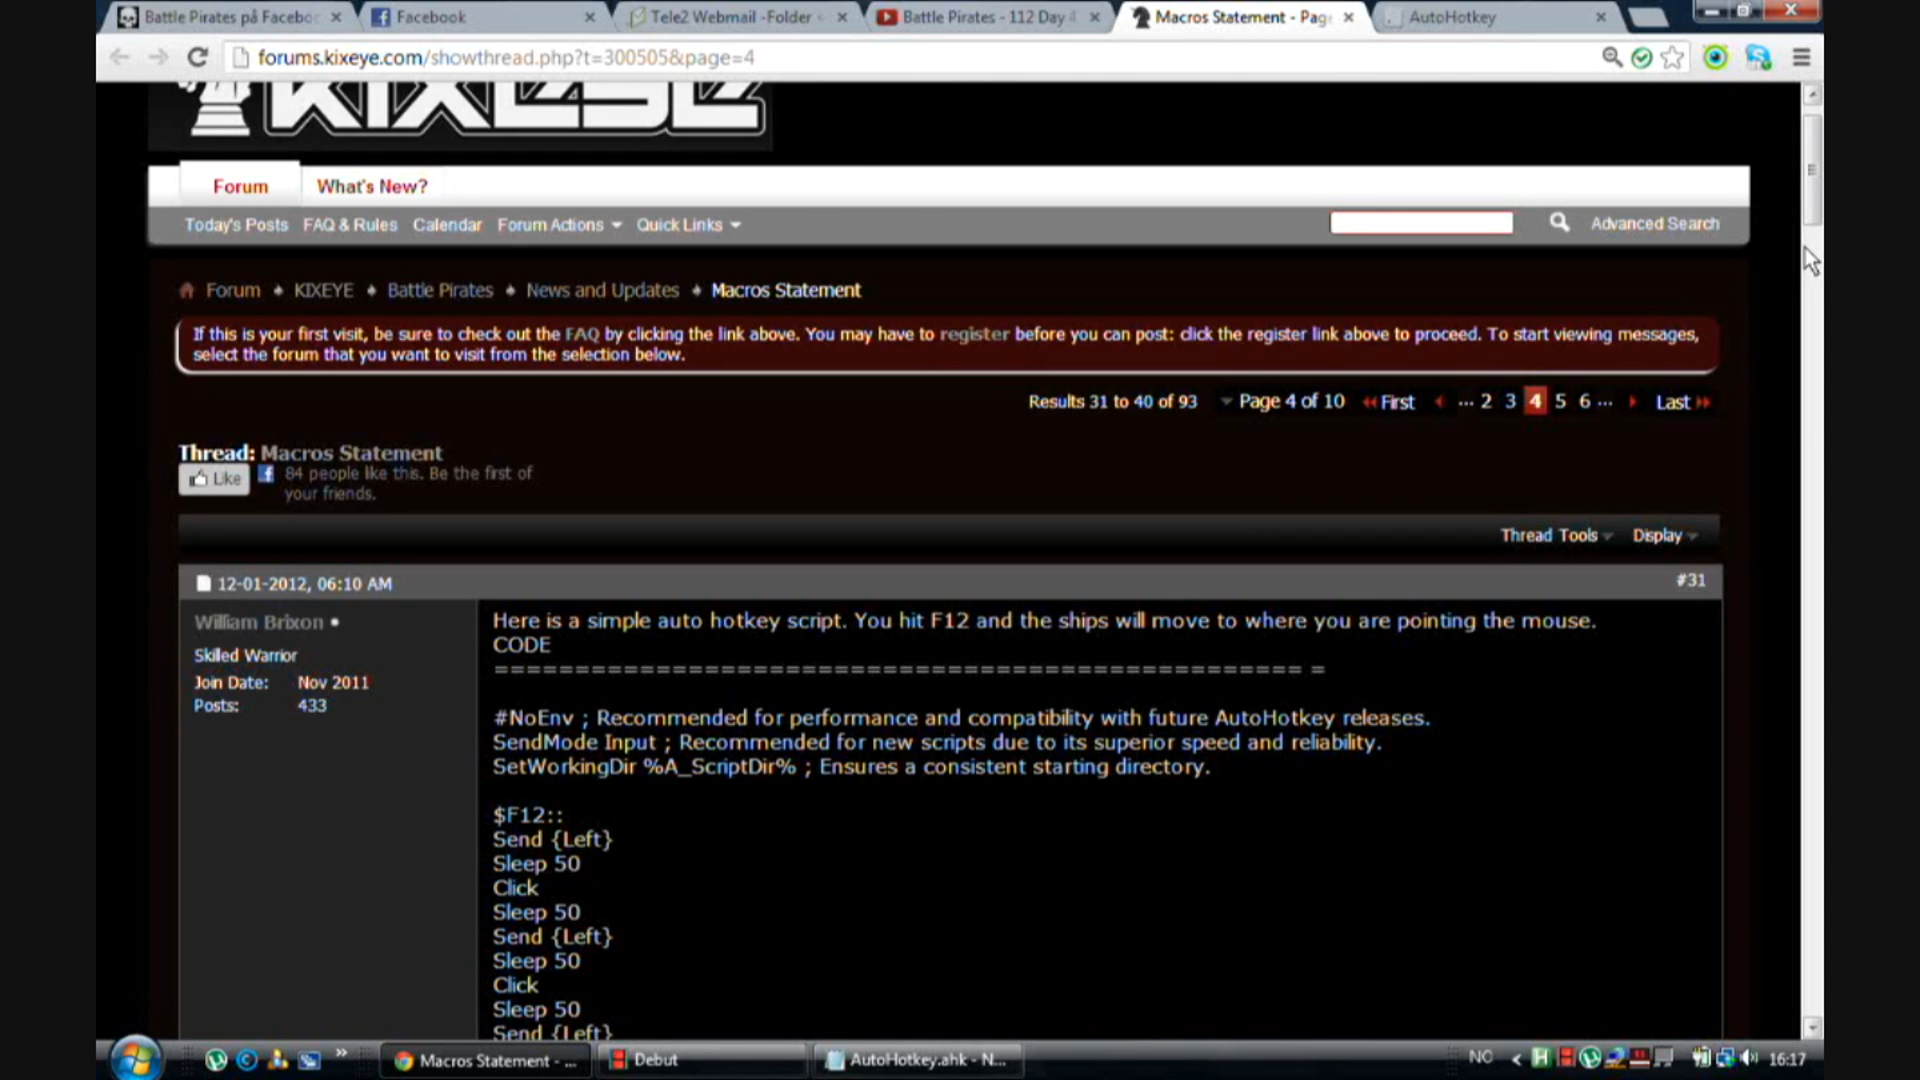 Battle Pirates på Facebo
Facebook
Tele2 Webmail -Folder
Battle Pirates - 112 Day
Macros Statement - Pag
AutoHotkey
forums.kixeye.com/showthread.php?t=300505&page=4
KIXEYE
Forum
What's New?
Today's Posts
FAQ & Rules
Calendar
Forum Actions
Quick Links
Advanced Search
Forum
KIXEYE
Battle Pirates
News and Updates
Macros Statement
If this is your first visit, be sure to check out the FAQ by clicking the link above. You may have to register before you can post: click the register link above to proceed. To start viewing messages,
select the forum that you want to visit from the selection below.
Results 31 to 40 of 93
Page 4 of 10
First
... 2 3 4 5 6 ...
Last
Thread: Macros Statement
Like
84 people like this. Be the first of
your friends.
Thread Tools
Display
12-01-2012, 06:10 AM
#31
William Brixon
Skilled Warrior
Join Date: Nov 2011
Posts: 433
Here is a simple auto hotkey script. You hit F12 and the ships will move to where you are pointing the mouse.
CODE
================================================== =
#NoEnv ; Recommended for performance and compatibility with future AutoHotkey releases.
SendMode Input ; Recommended for new scripts due to its superior speed and reliability.
SetWorkingDir %A_ScriptDir% ; Ensures a consistent starting directory.
$F12::
Send {Left}
Sleep 50
Click
Sleep 50
Send {Left}
Sleep 50
Click
Sleep 50
Send {Left}
Macros Statement - ...
Debut
AutoHotkey.ahk - N...
NO
16:17